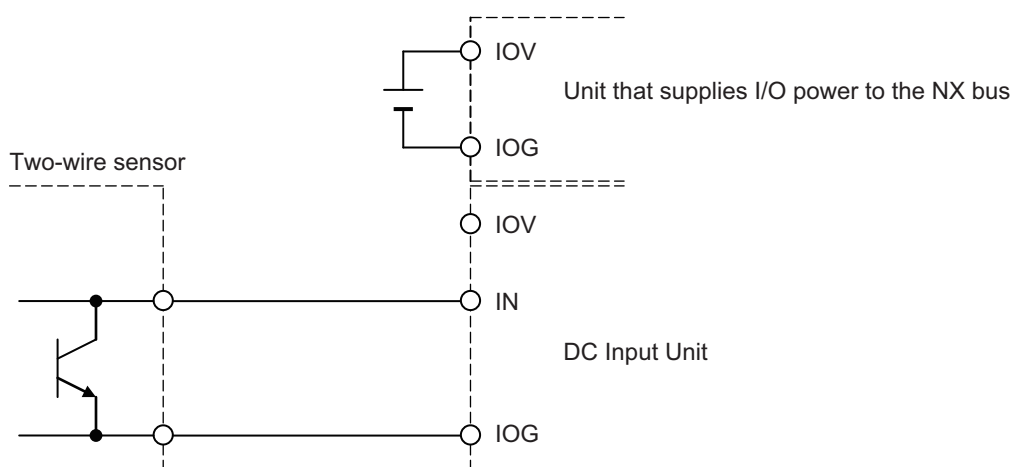 IOV
Unit that supplies I/O power to the NX bus
IOG
Two-wire sensor
IOV
IN
DC Input Unit
IOG